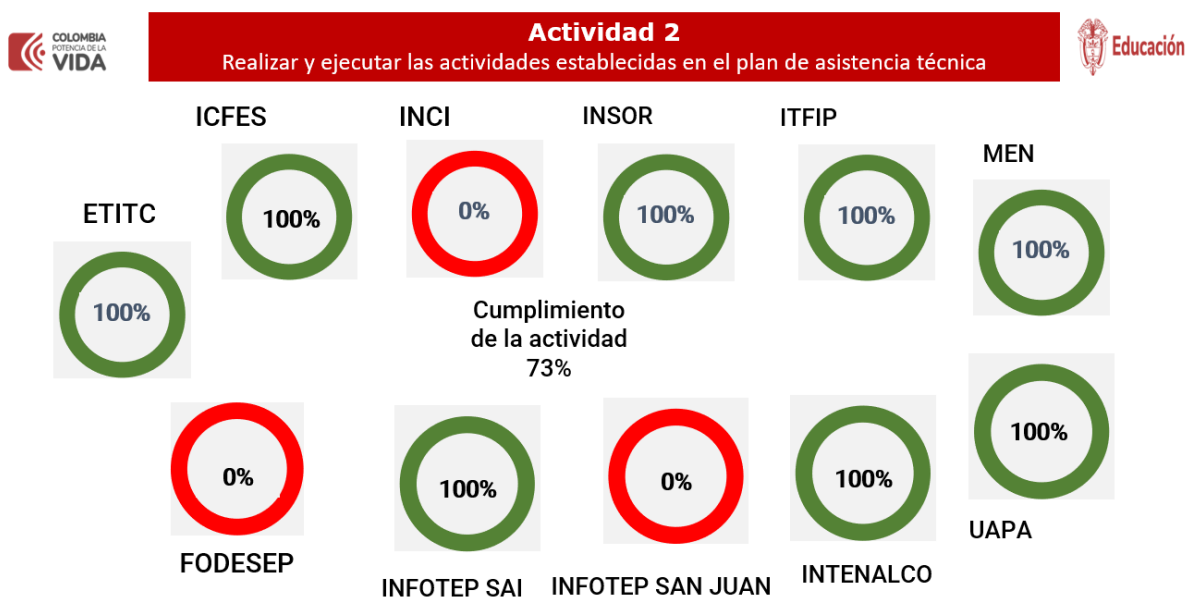 COLOMBIA
POTENCIA DE LA
VIDA
Actividad 2
Realizar y ejecutar las actividades establecidas en el plan de asistencia técnica
Educación
ICFES
100%
INCI
0%
INSOR
100%
ITFIP
100%
MEN
100%
ETITC
100%
Cumplimiento
de la actividad
73%
0%
FODESEP
100%
INFOTEP SAI
0%
INFOTEP SAN JUAN
100%
INTENALCO
100%
UAPA